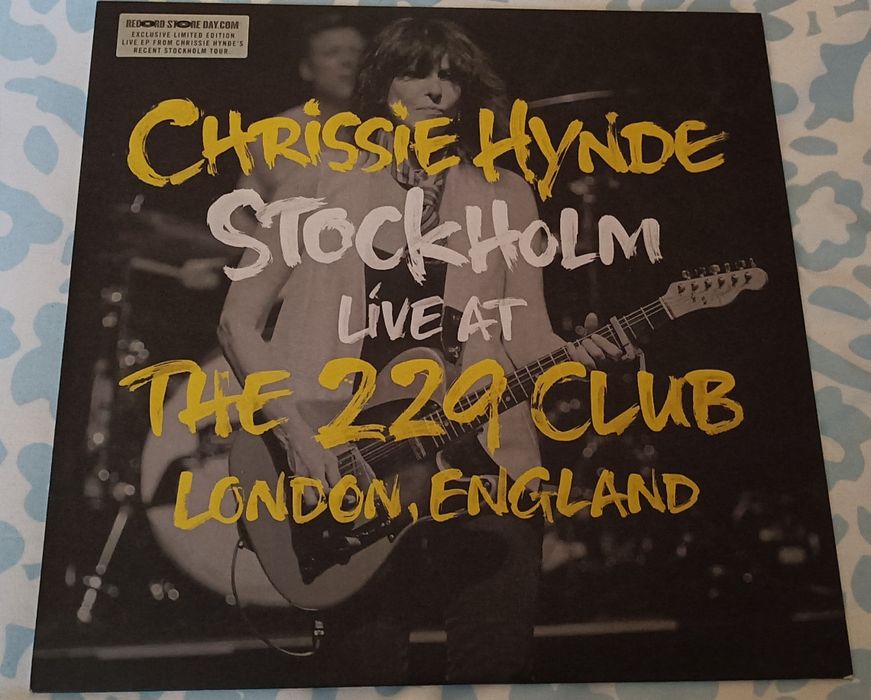 RECORD STORE DAY.COM
EXCLUSIVE LIMITED EDITION
LIVE EP FROM CHRISSIE HYNDE'S
RECENT STOCKHOLM TOUR.
CHRISSIE HYNDE
STOCKHOLM
LIVE AT
THE 229 CLUB
LONDON, ENGLAND